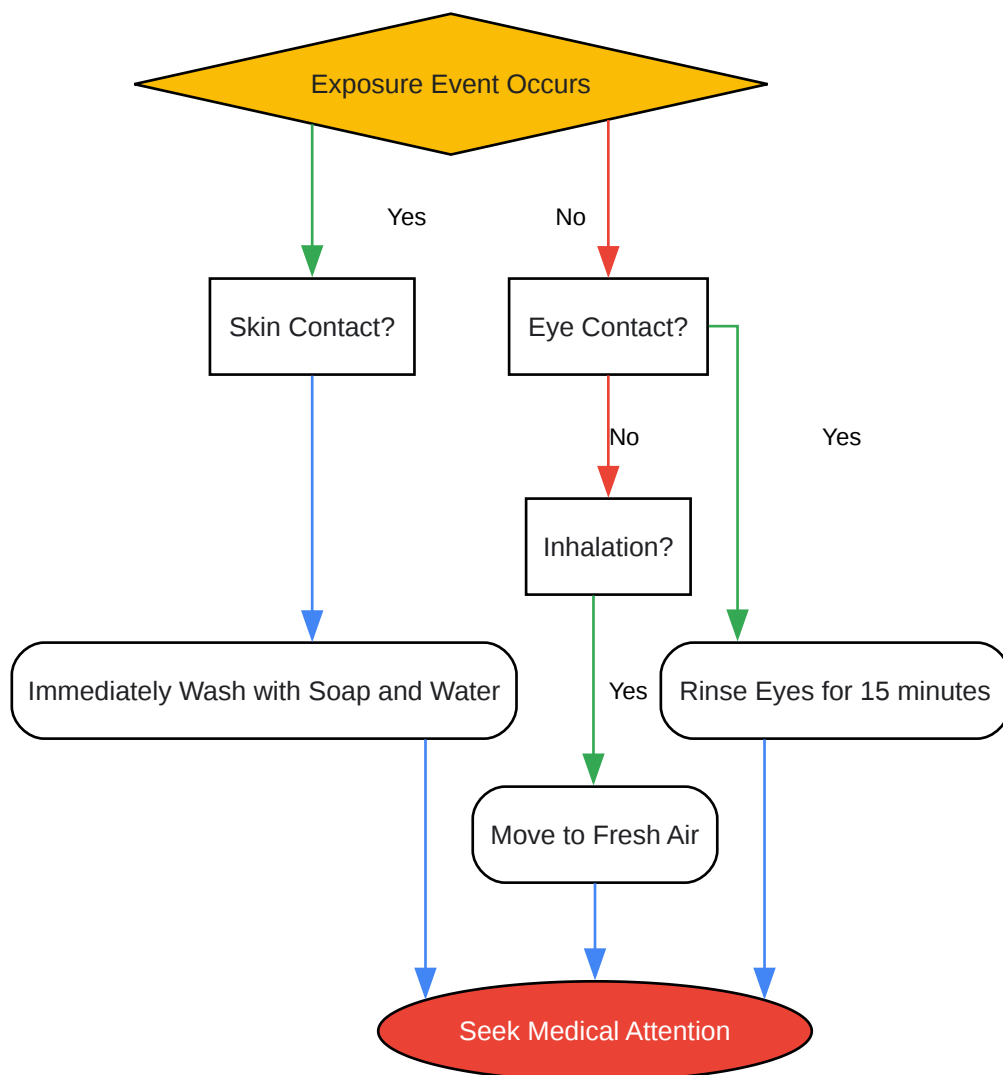 Exposure Event Occurs
Yes
No
Skin Contact?
Eye Contact?
No
Yes
Inhalation?
Immediately Wash with Soap and Water
Yes
Rinse Eyes for 15 minutes
Move to Fresh Air
Seek Medical Attention